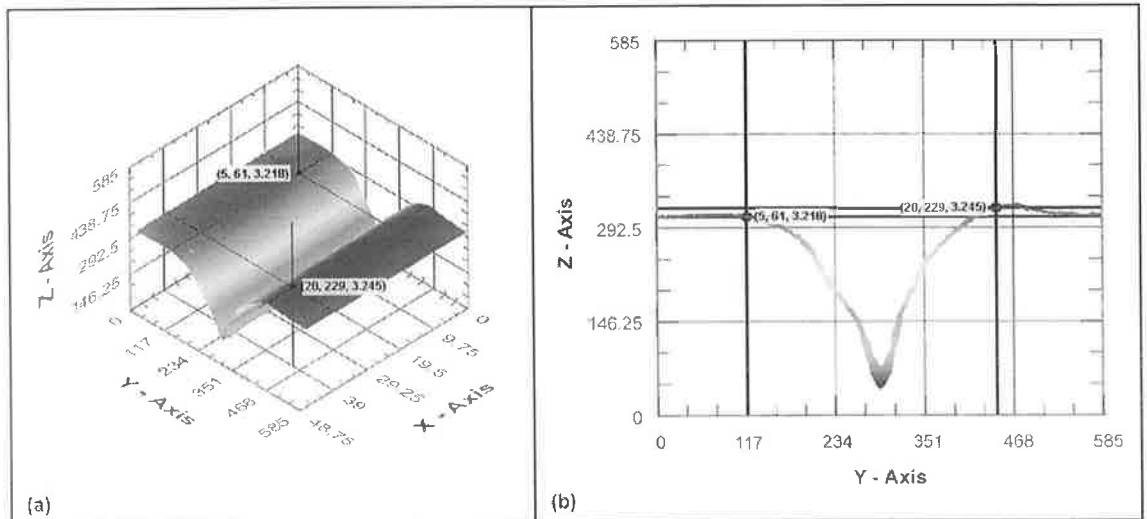 585
438.75
292.5
146.25
0
Z - Axis
(5, 61, 3.218)
(20, 229, 3.245)
0
9.75
19.5
29.25
39
48.75
X - Axis
117
234
351
468
585
Y - Axis
(a)
585
438.75
292.5
146.25
0
Z - Axis
(20, 229, 3.245)
(5, 61, 3.218)
0 117 234 351 468 585
Y - Axis
(b)